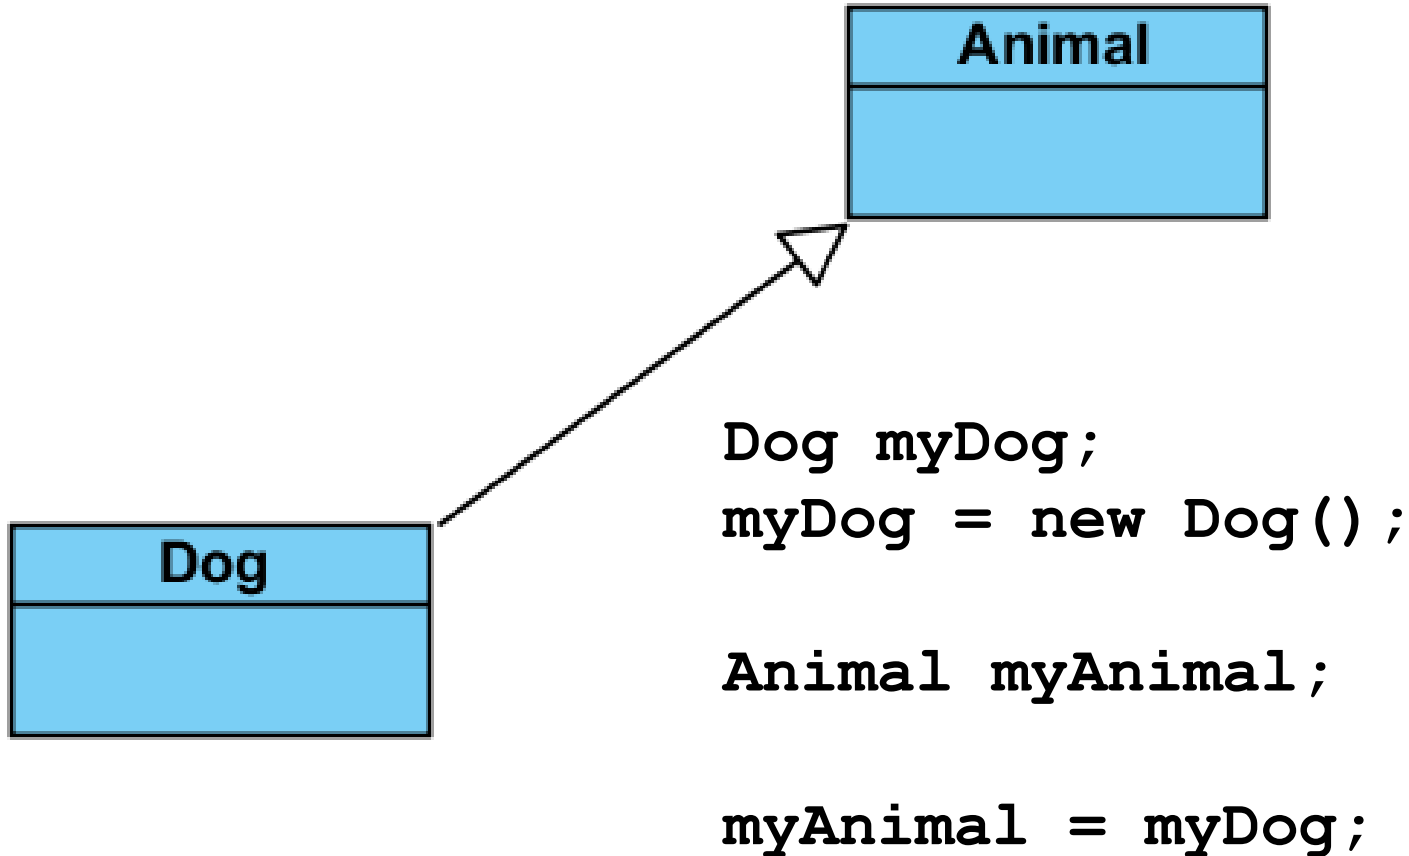 Animal
Dog
Dog myDog;
myDog = new Dog();
Animal myAnimal;
myAnimal = myDog;